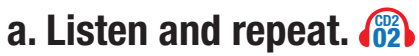 a. Listen and repeat. CD2 02